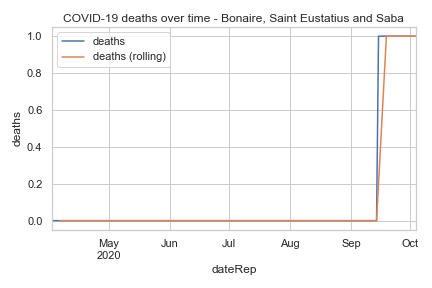 COVID-19 deaths over time - Bonaire, Saint Eustatius and Saba
deaths
deaths (rolling)
1.0
0.8
0.6
0.4
0.2
0.0
deaths
May
2020
Jun
Jul
Aug
Sep
Oct
dateRep